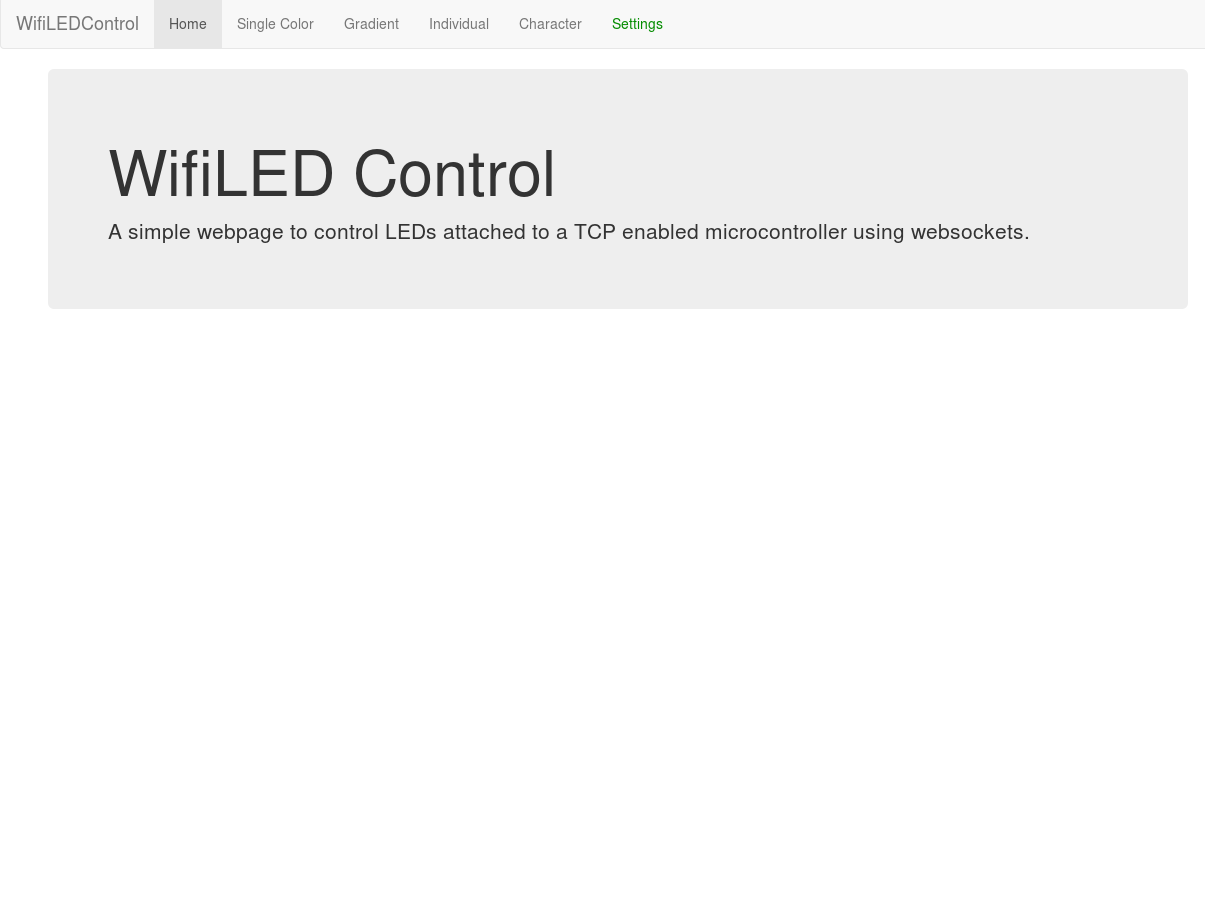 WifiLEDControl Home Single Color Gradient Individual Character Settings
WifiLED Control
A simple webpage to control LEDs attached to a TCP enabled microcontroller using websockets.